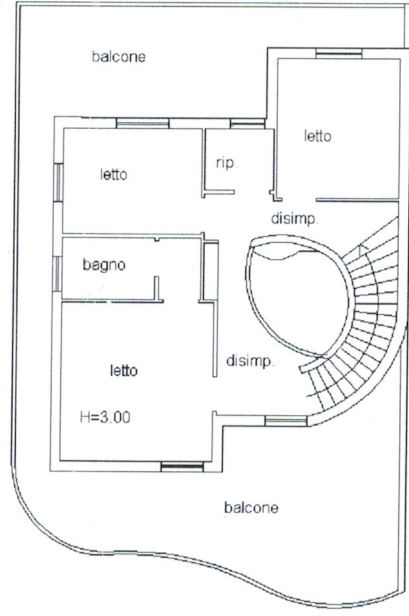 balcone
letto
rip.
letto
disimp.
bagno
disimp.
letto
H=3.00
balcone